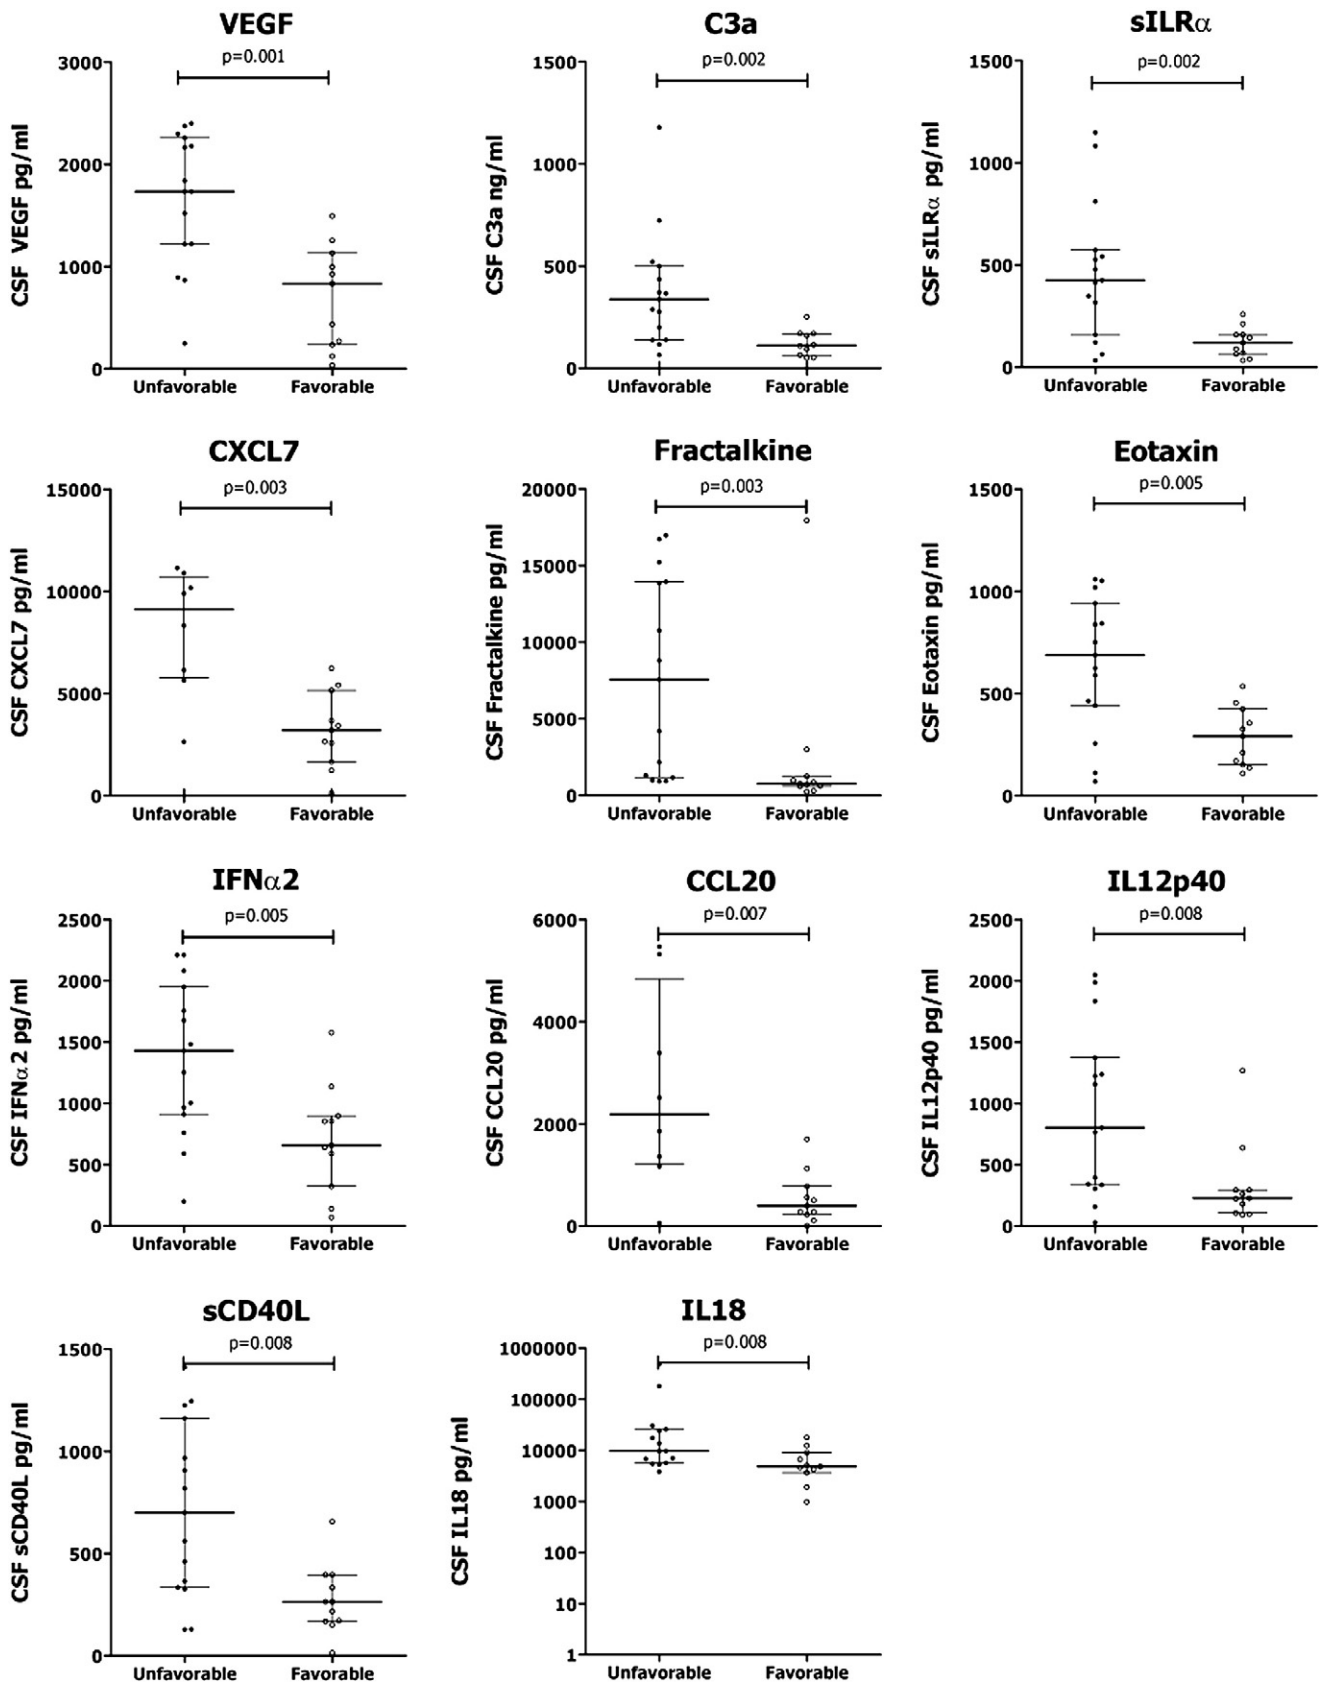 VEGF
p=0.001
CSF VEGF pg/ml
3000
2000
1000
0
Unfavorable Favorable
C3a
p=0.002
CSF C3a ng/ml
1500
1000
500
0
Unfavorable Favorable
sILRα
p=0.002
CSF sILRα pg/ml
1500
1000
500
0
Unfavorable Favorable
CXCL7
p=0.003
CSF CXCL7 pg/ml
15000
10000
5000
0
Unfavorable Favorable
Fractalkine
p=0.003
CSF Fractalkine pg/ml
20000
15000
10000
5000
0
Unfavorable Favorable
Eotaxin
p=0.005
CSF Eotaxin pg/ml
1500
1000
500
0
Unfavorable Favorable
IFNα2
p=0.005
CSF IFNα2 pg/ml
2500
2000
1500
1000
500
0
Unfavorable Favorable
CCL20
p=0.007
CSF CCL20 pg/ml
6000
4000
2000
0
Unfavorable Favorable
IL12p40
p=0.008
CSF IL12p40 pg/ml
2500
2000
1500
1000
500
0
Unfavorable Favorable
sCD40L
p=0.008
CSF sCD40L pg/ml
1500
1000
500
0
Unfavorable Favorable
IL18
p=0.008
CSF IL18 pg/ml
1000000
100000
10000
1000
100
10
1
Unfavorable Favorable